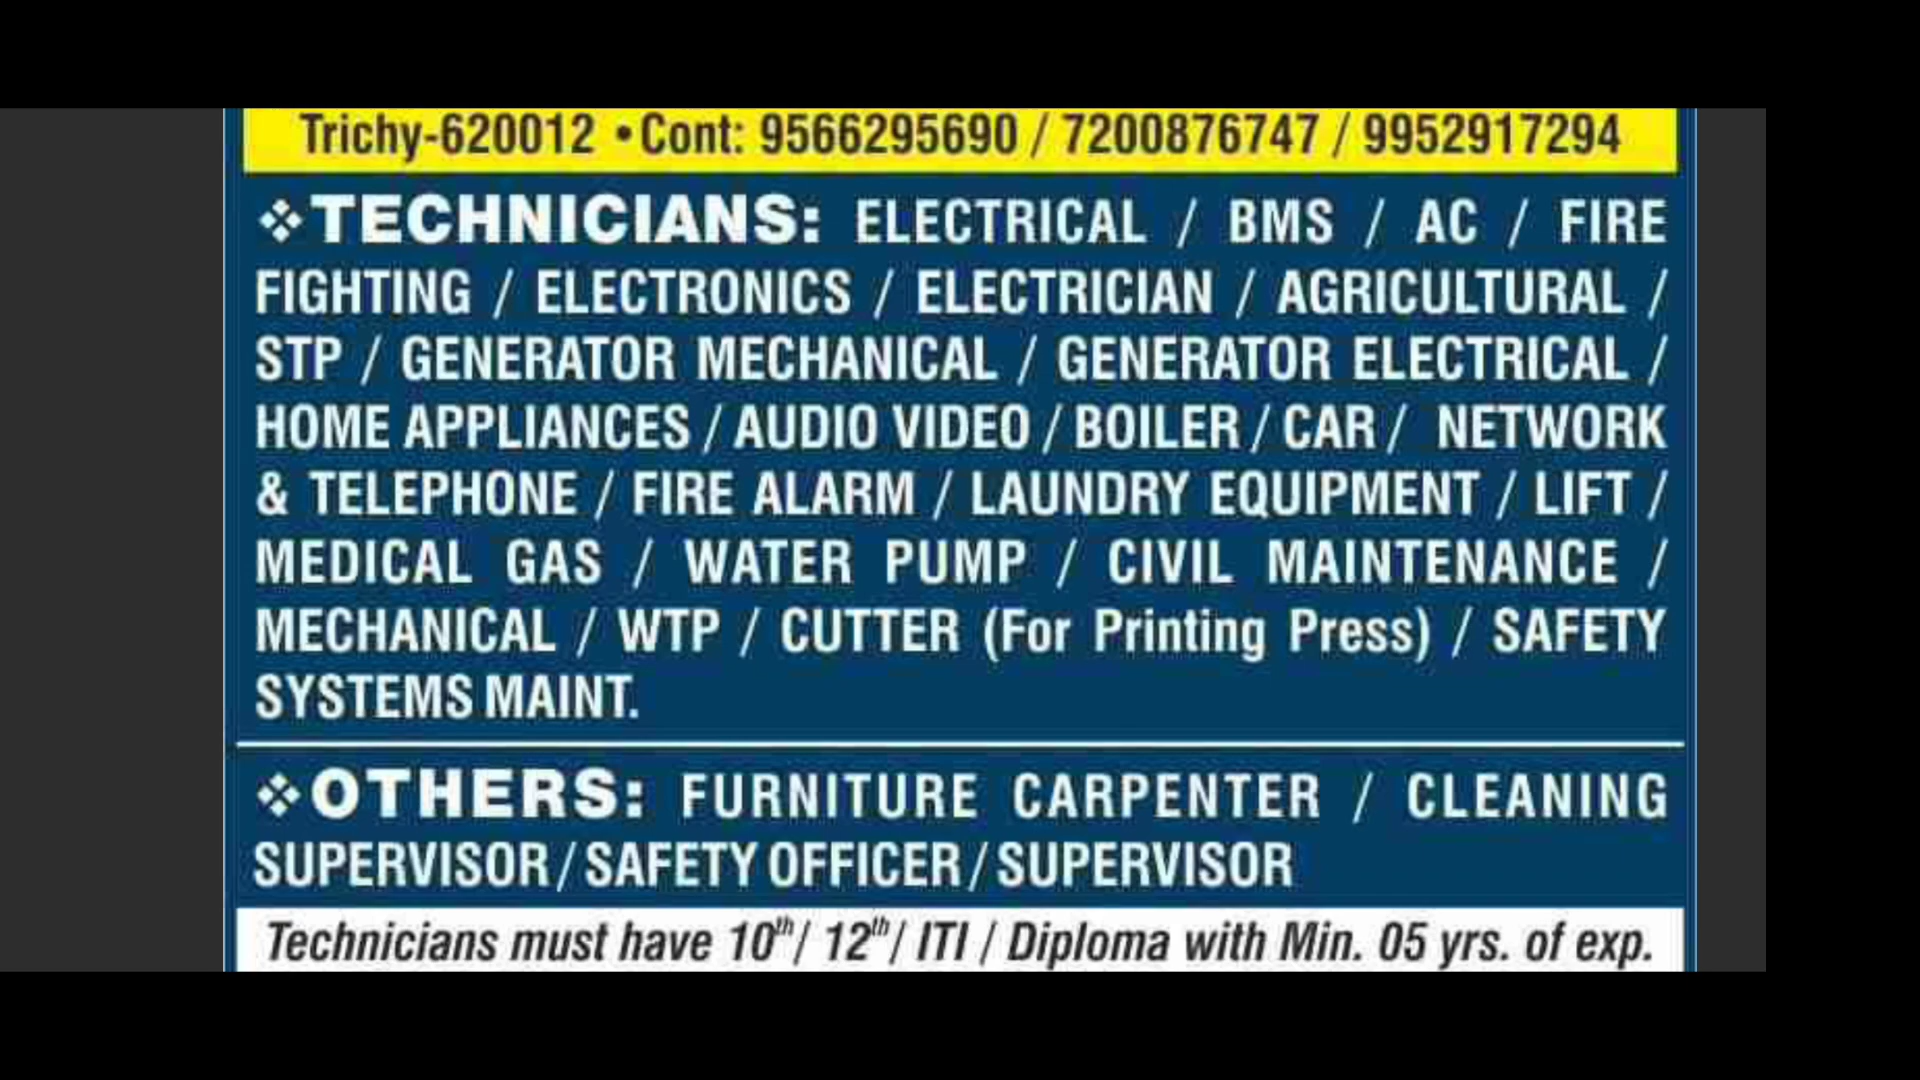 Trichy-620012 • Cont: 9566295690 / 7200876747 / 9952917294
❖TECHNICIANS: ELECTRICAL / BMS / AC / FIRE
FIGHTING / ELECTRONICS / ELECTRICIAN / AGRICULTURAL /
STP / GENERATOR MECHANICAL / GENERATOR ELECTRICAL /
HOME APPLIANCES / AUDIO VIDEO / BOILER / CAR / NETWORK
& TELEPHONE / FIRE ALARM / LAUNDRY EQUIPMENT / LIFT /
MEDICAL GAS / WATER PUMP / CIVIL MAINTENANCE /
MECHANICAL / WTP / CUTTER (For Printing Press) / SAFETY
SYSTEMS MAINT.
❖OTHERS: FURNITURE CARPENTER / CLEANING
SUPERVISOR / SAFETY OFFICER / SUPERVISOR
Technicians must have 10th/ 12th/ ITI / Diploma with Min. 05 yrs. of exp.